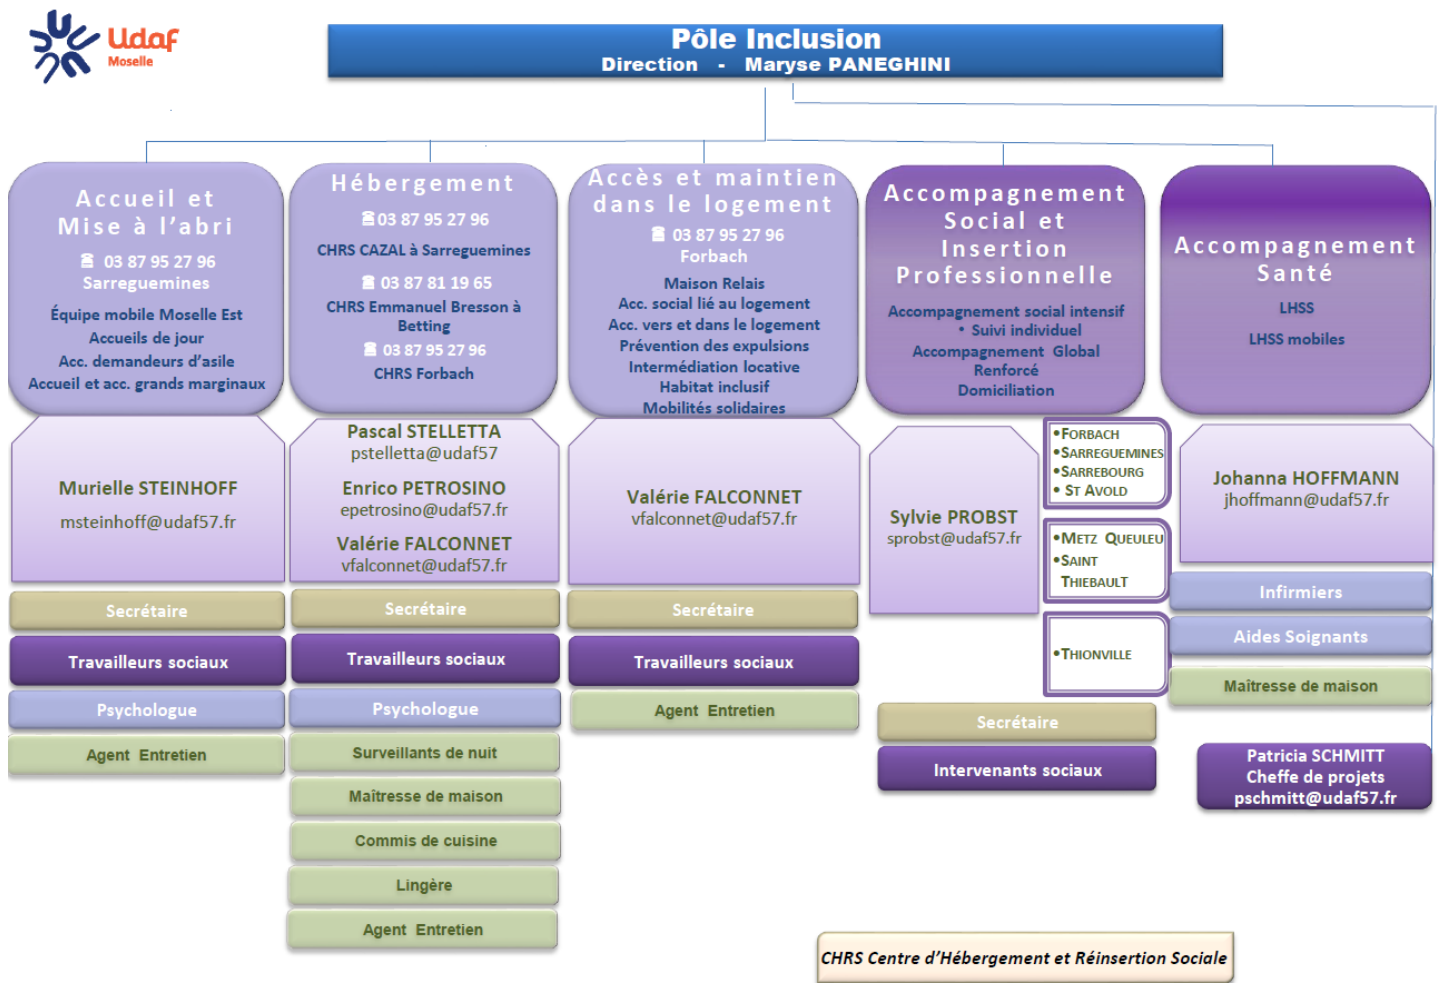 Udaf
Moselle
Pôle Inclusion
Direction - Maryse PANEGHINI
Accueil et
Mise à l'abri
☎ 03 87 95 27 96
Sarreguemines
Équipe mobile Moselle Est
Accueils de jour
Acc. demandeurs d'asile
Accueil et acc. grands marginaux
Murielle STEINHOFF
msteinhoff@udaf57.fr
Secrétaire
Travailleurs sociaux
Psychologue
Agent Entretien
Hébergement
☎ 03 87 95 27 96
CHRS CAZAL à Sarreguemines
☎ 03 87 81 19 65
CHRS Emmanuel Bresson à
Betting
☎ 03 87 95 27 96
CHRS Forbach
Pascal STELLETTA
pstelletta@udaf57
Enrico PETROSINO
epetrosino@udaf57.fr
Valérie FALCONNET
vfalconnet@udaf57.fr
Secrétaire
Travailleurs sociaux
Psychologue
Surveillants de nuit
Maîtresse de maison
Commis de cuisine
Lingère
Agent Entretien
Accès et maintien
dans le logement
☎ 03 87 95 27 96
Forbach
Maison Relais
Acc. social lié au logement
Acc. vers et dans le logement
Prévention des expulsions
Intermédiation locative
Habitat inclusif
Mobilités solidaires
Valérie FALCONNET
vfalconnet@udaf57.fr
Secrétaire
Travailleurs sociaux
Agent Entretien
Accompagnement
Social et
Insertion
Professionnelle
Accompagnement social intensif
• Suivi individuel
Accompagnement Global
Renforcé
Domiciliation
Sylvie PROBST
sprobst@udaf57.fr
•FORBACH
•SARREGUEMINES
•SARREBOURG
• ST AVOLD
•METZ QUEULEU
•SAINT
THIEBAULT
•THIONVILLE
Secrétaire
Intervenants sociaux
Accompagnement
Santé
LHSS
LHSS mobiles
Johanna HOFFMANN
jhoffmann@udaf57.fr
Infirmiers
Aides Soignants
Maîtresse de maison
Patricia SCHMITT
Cheffe de projets
pschmitt@udaf57.fr
CHRS Centre d'Hébergement et Réinsertion Sociale